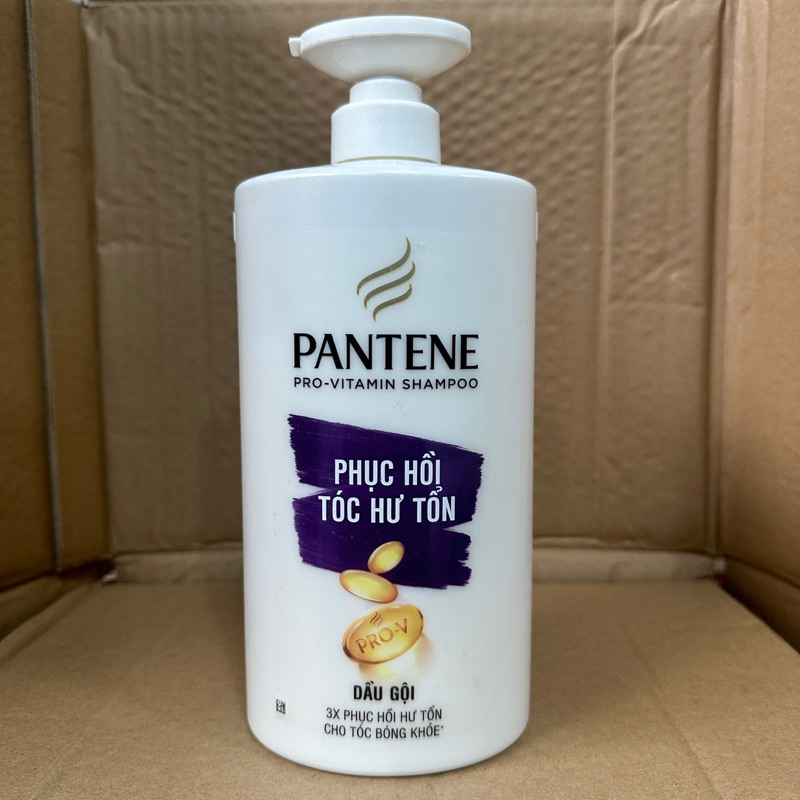 PANTENE
PRO-VITAMIN SHAMPOO
PHỤC HỒI
TÓC HƯ TỔN
PRO-V
DẦU GỘI
3X PHỤC HỒI HƯ TỔN
CHO TÓC BÓNG KHỎE*